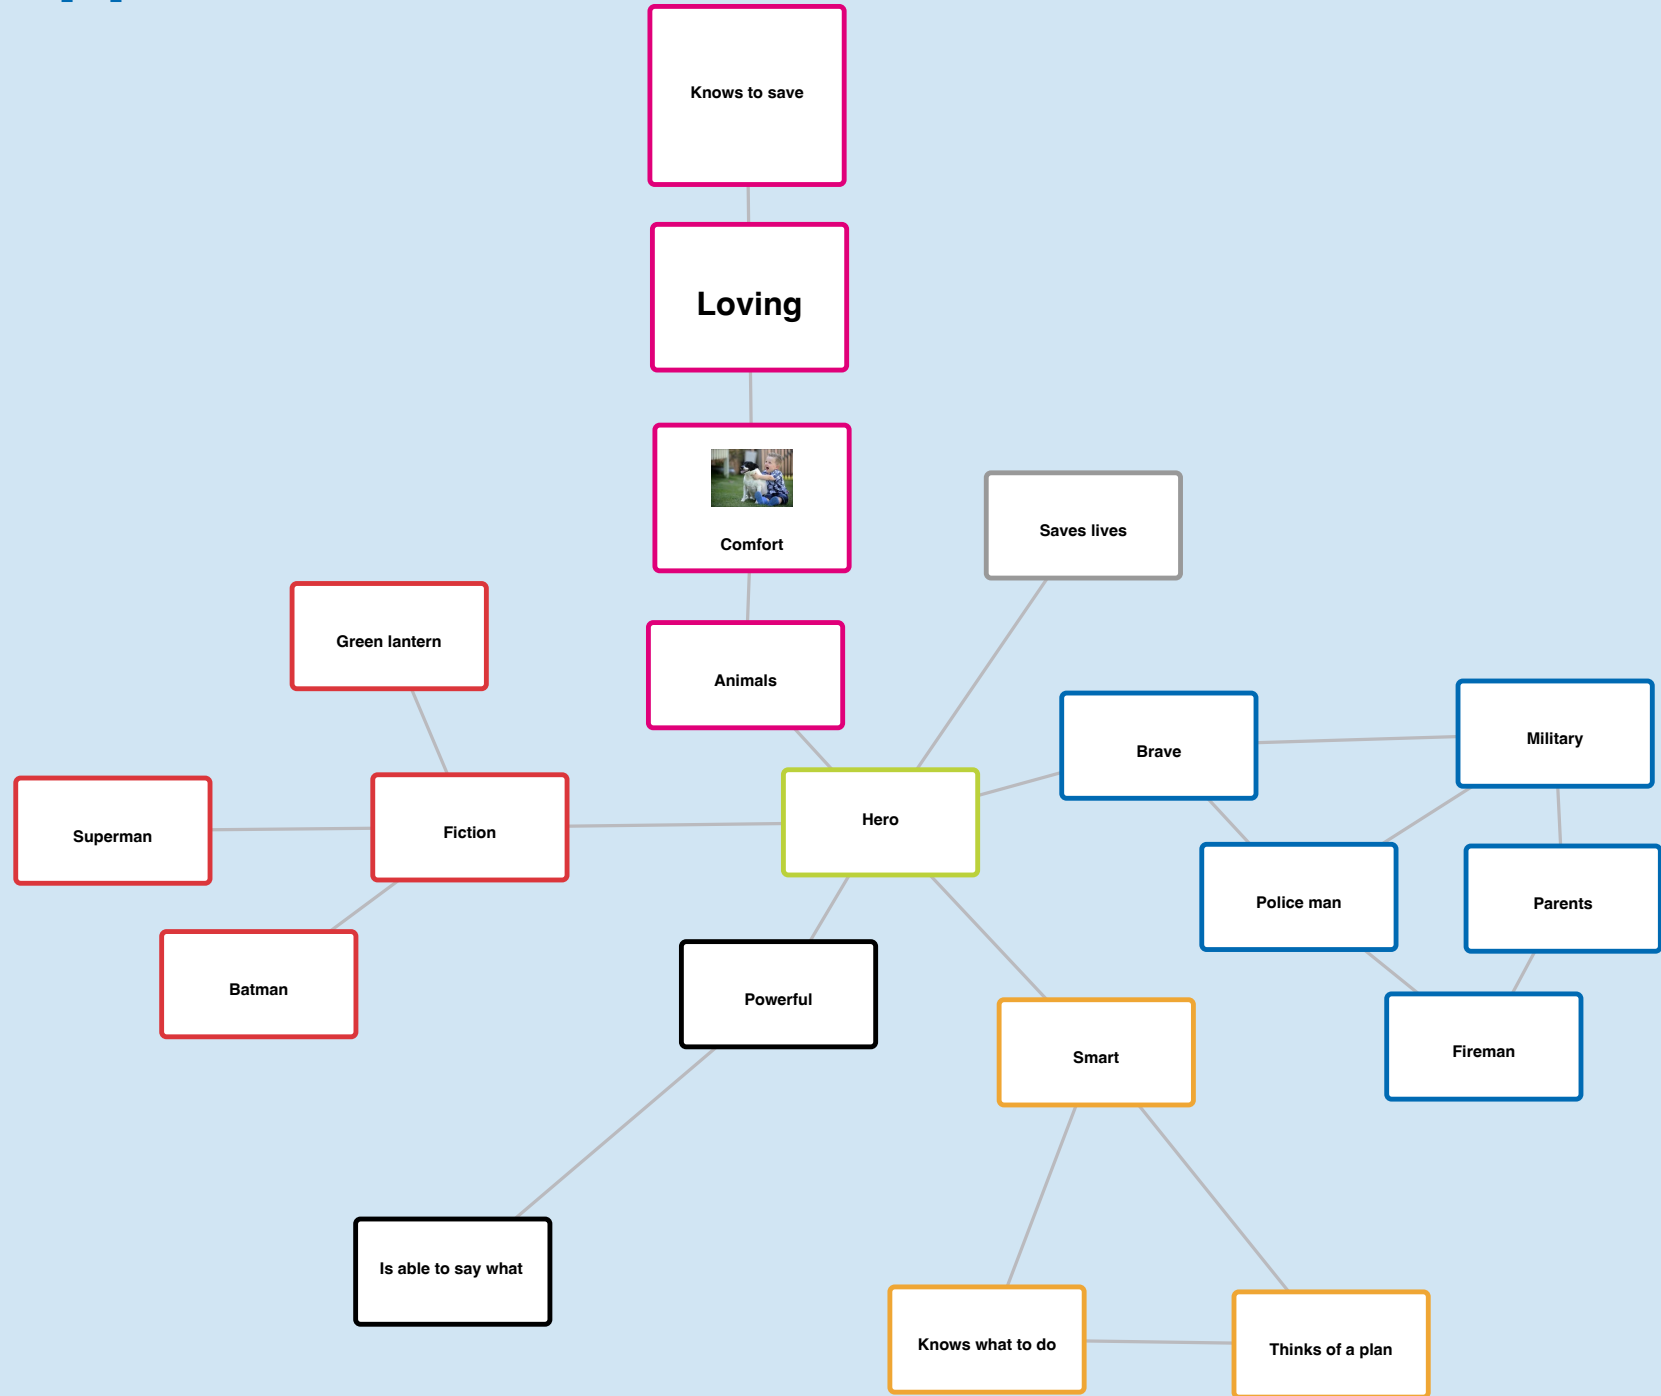 Knows to save
Loving
Comfort
Saves lives
Green lantern
Animals
Brave
Military
Superman
Fiction
Hero
Police man
Parents
Batman
Powerful
Smart
Fireman
Is able to say what
Knows what to do
Thinks of a plan